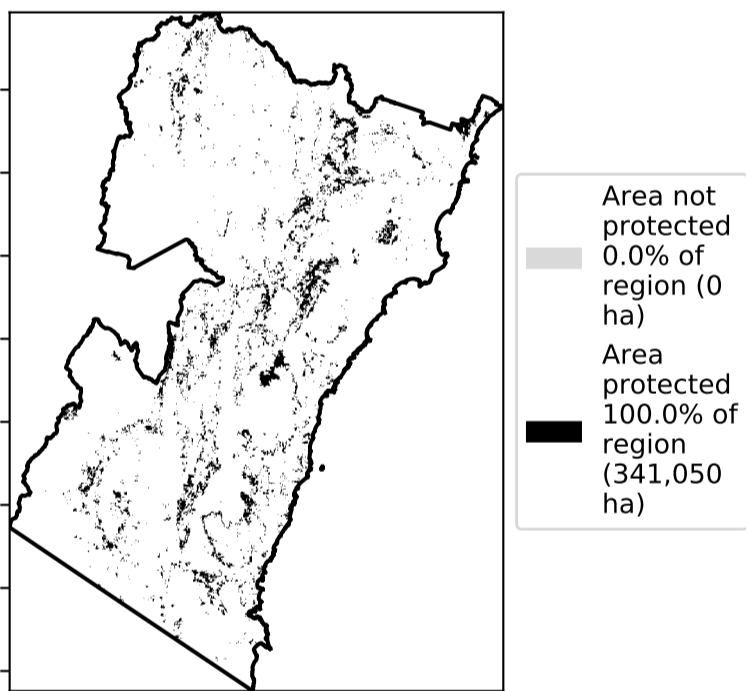 Area not
protected
0.0% of
region (0
ha)
Area
protected
100.0% of
region
(341,050
ha)